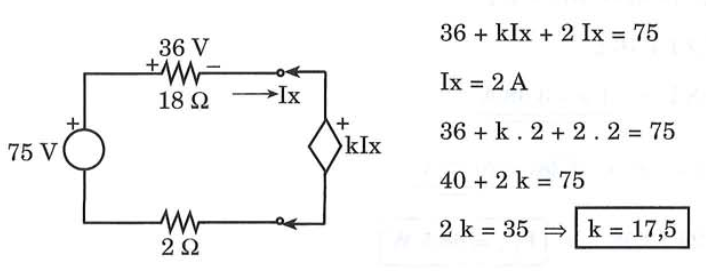 36 V
+ –
18 Ω
Ix
+
75 V
+
kIx
2 Ω
36 + kIx + 2 Ix = 75
Ix = 2 A
36 + k . 2 + 2 . 2 = 75
40 + 2 k = 75
2 k = 35 ⇒ k = 17,5